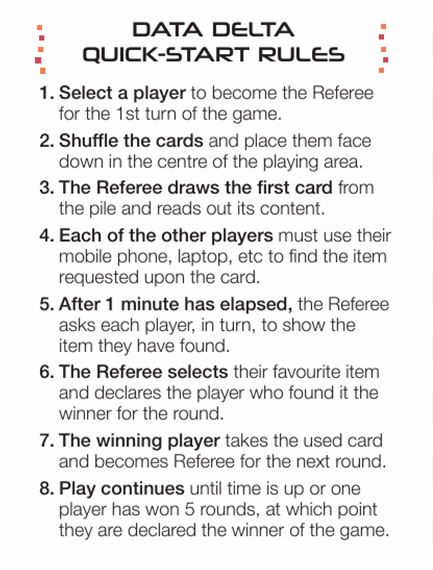 DATA DELTA
QUICK-START RULES
1. Select a player to become the Referee
for the 1st turn of the game.
2. Shuffle the cards and place them face
down in the centre of the playing area.
3. The Referee draws the first card from
the pile and reads out its content.
4. Each of the other players must use their
mobile phone, laptop, etc to find the item
requested upon the card.
5. After 1 minute has elapsed, the Referee
asks each player, in turn, to show the
item they have found.
6. The Referee selects their favourite item
and declares the player who found it the
winner for the round.
7. The winning player takes the used card
and becomes Referee for the next round.
8. Play continues until time is up or one
player has won 5 rounds, at which point
they are declared the winner of the game.